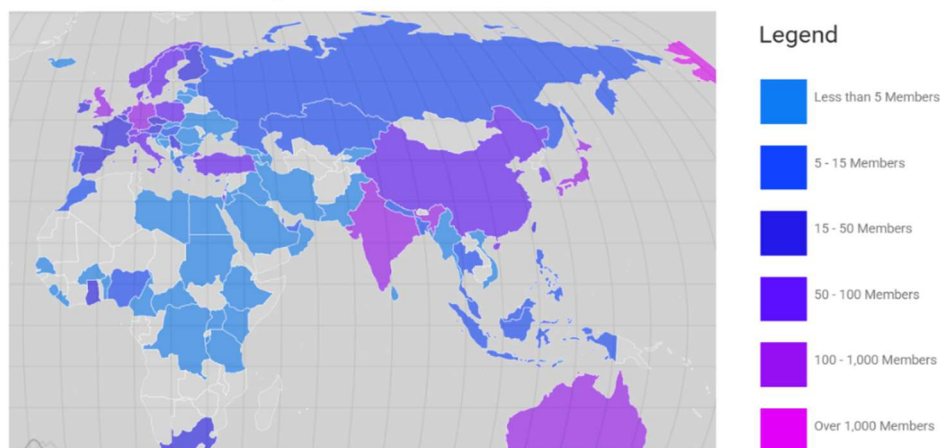 Legend
Less than 5 Members
5 - 15 Members
15 - 50 Members
50 - 100 Members
100 - 1,000 Members
Over 1,000 Members